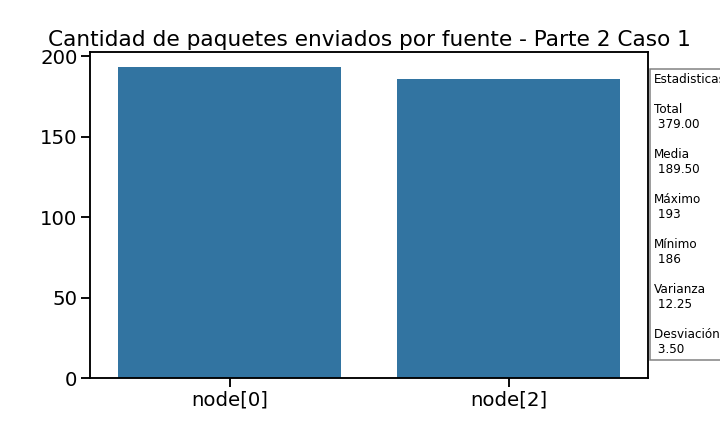 Cantidad de paquetes enviados por fuente - Parte 2 Caso 1
200
150
100
50
0
node[0]
node[2]
Estadisticas
Total
379.00
Media
189.50
Máximo
193
Mínimo
186
Varianza
12.25
Desviación
3.50